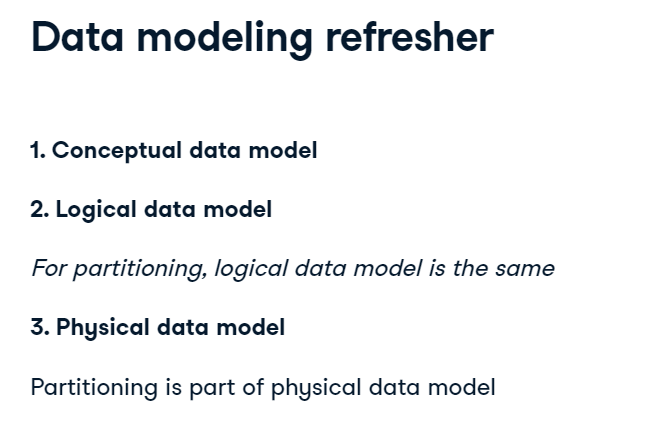 Data modeling refresher
1. Conceptual data model
2. Logical data model
For partitioning, logical data model is the same
3. Physical data model
Partitioning is part of physical data model